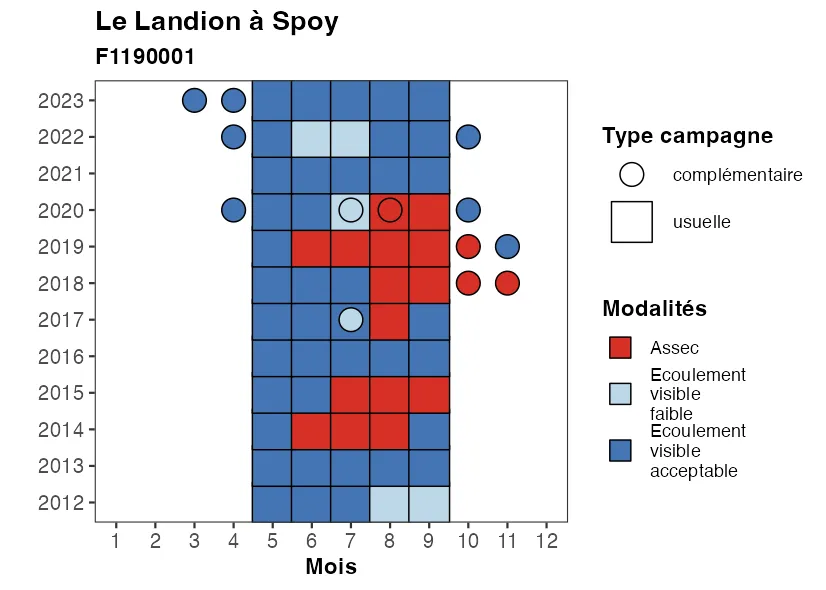 Le Landion à Spoy
F1190001
2023
2022
2021
2020
2019
2018
2017
2016
2015
2014
2013
2012
1 2 3 4 5 6 7 8 9 10 11 12
Mois
Type campagne
complémentaire
usuelle
Modalités
Assec
Ecoulement
visible
faible
Ecoulement
visible
acceptable